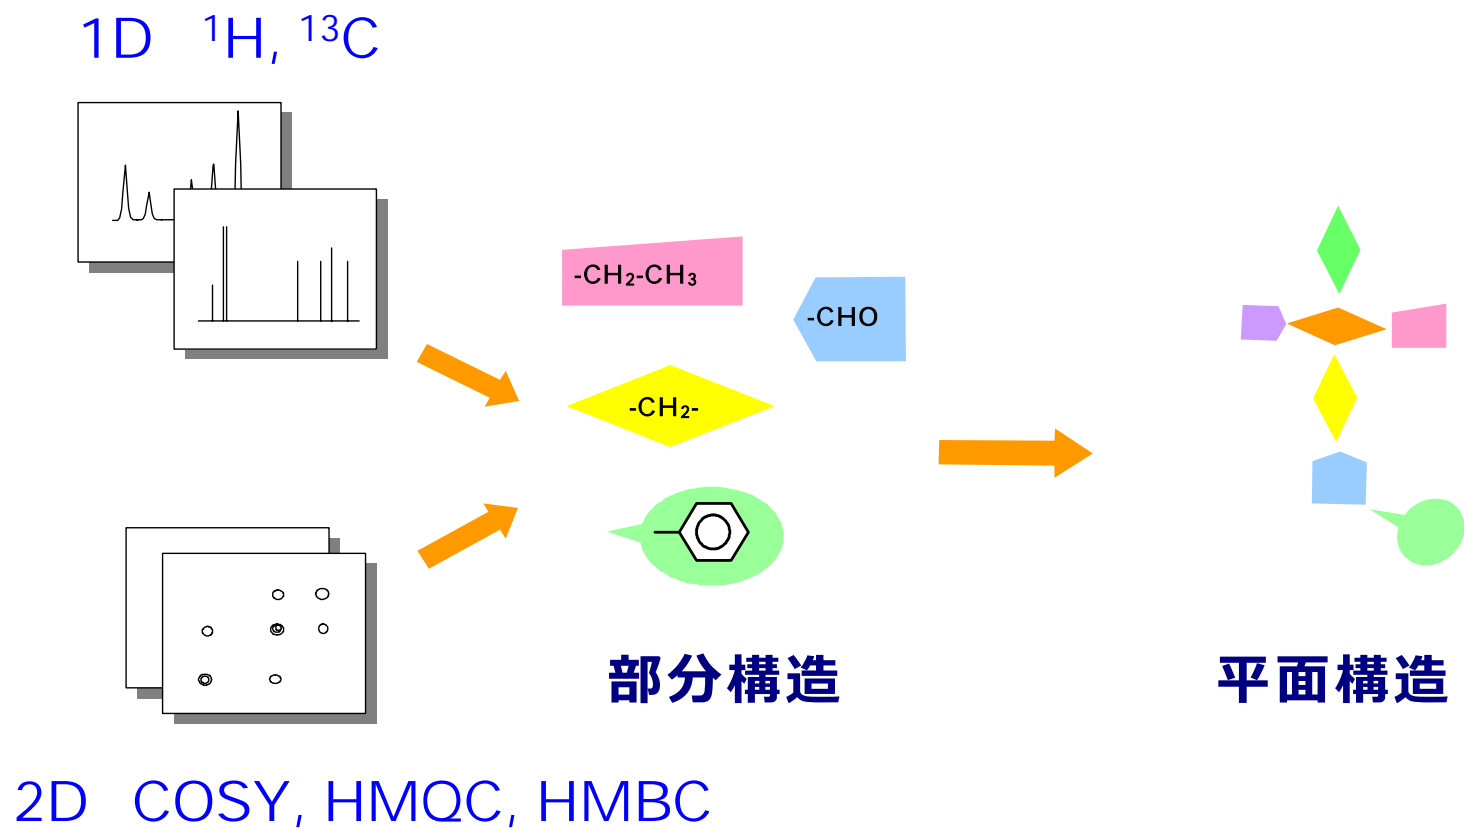 1D ¹H, ¹³C
-CH₂-CH₃
-CHO
-CH₂-
部分構造
平面構造
2D COSY, HMQC, HMBC